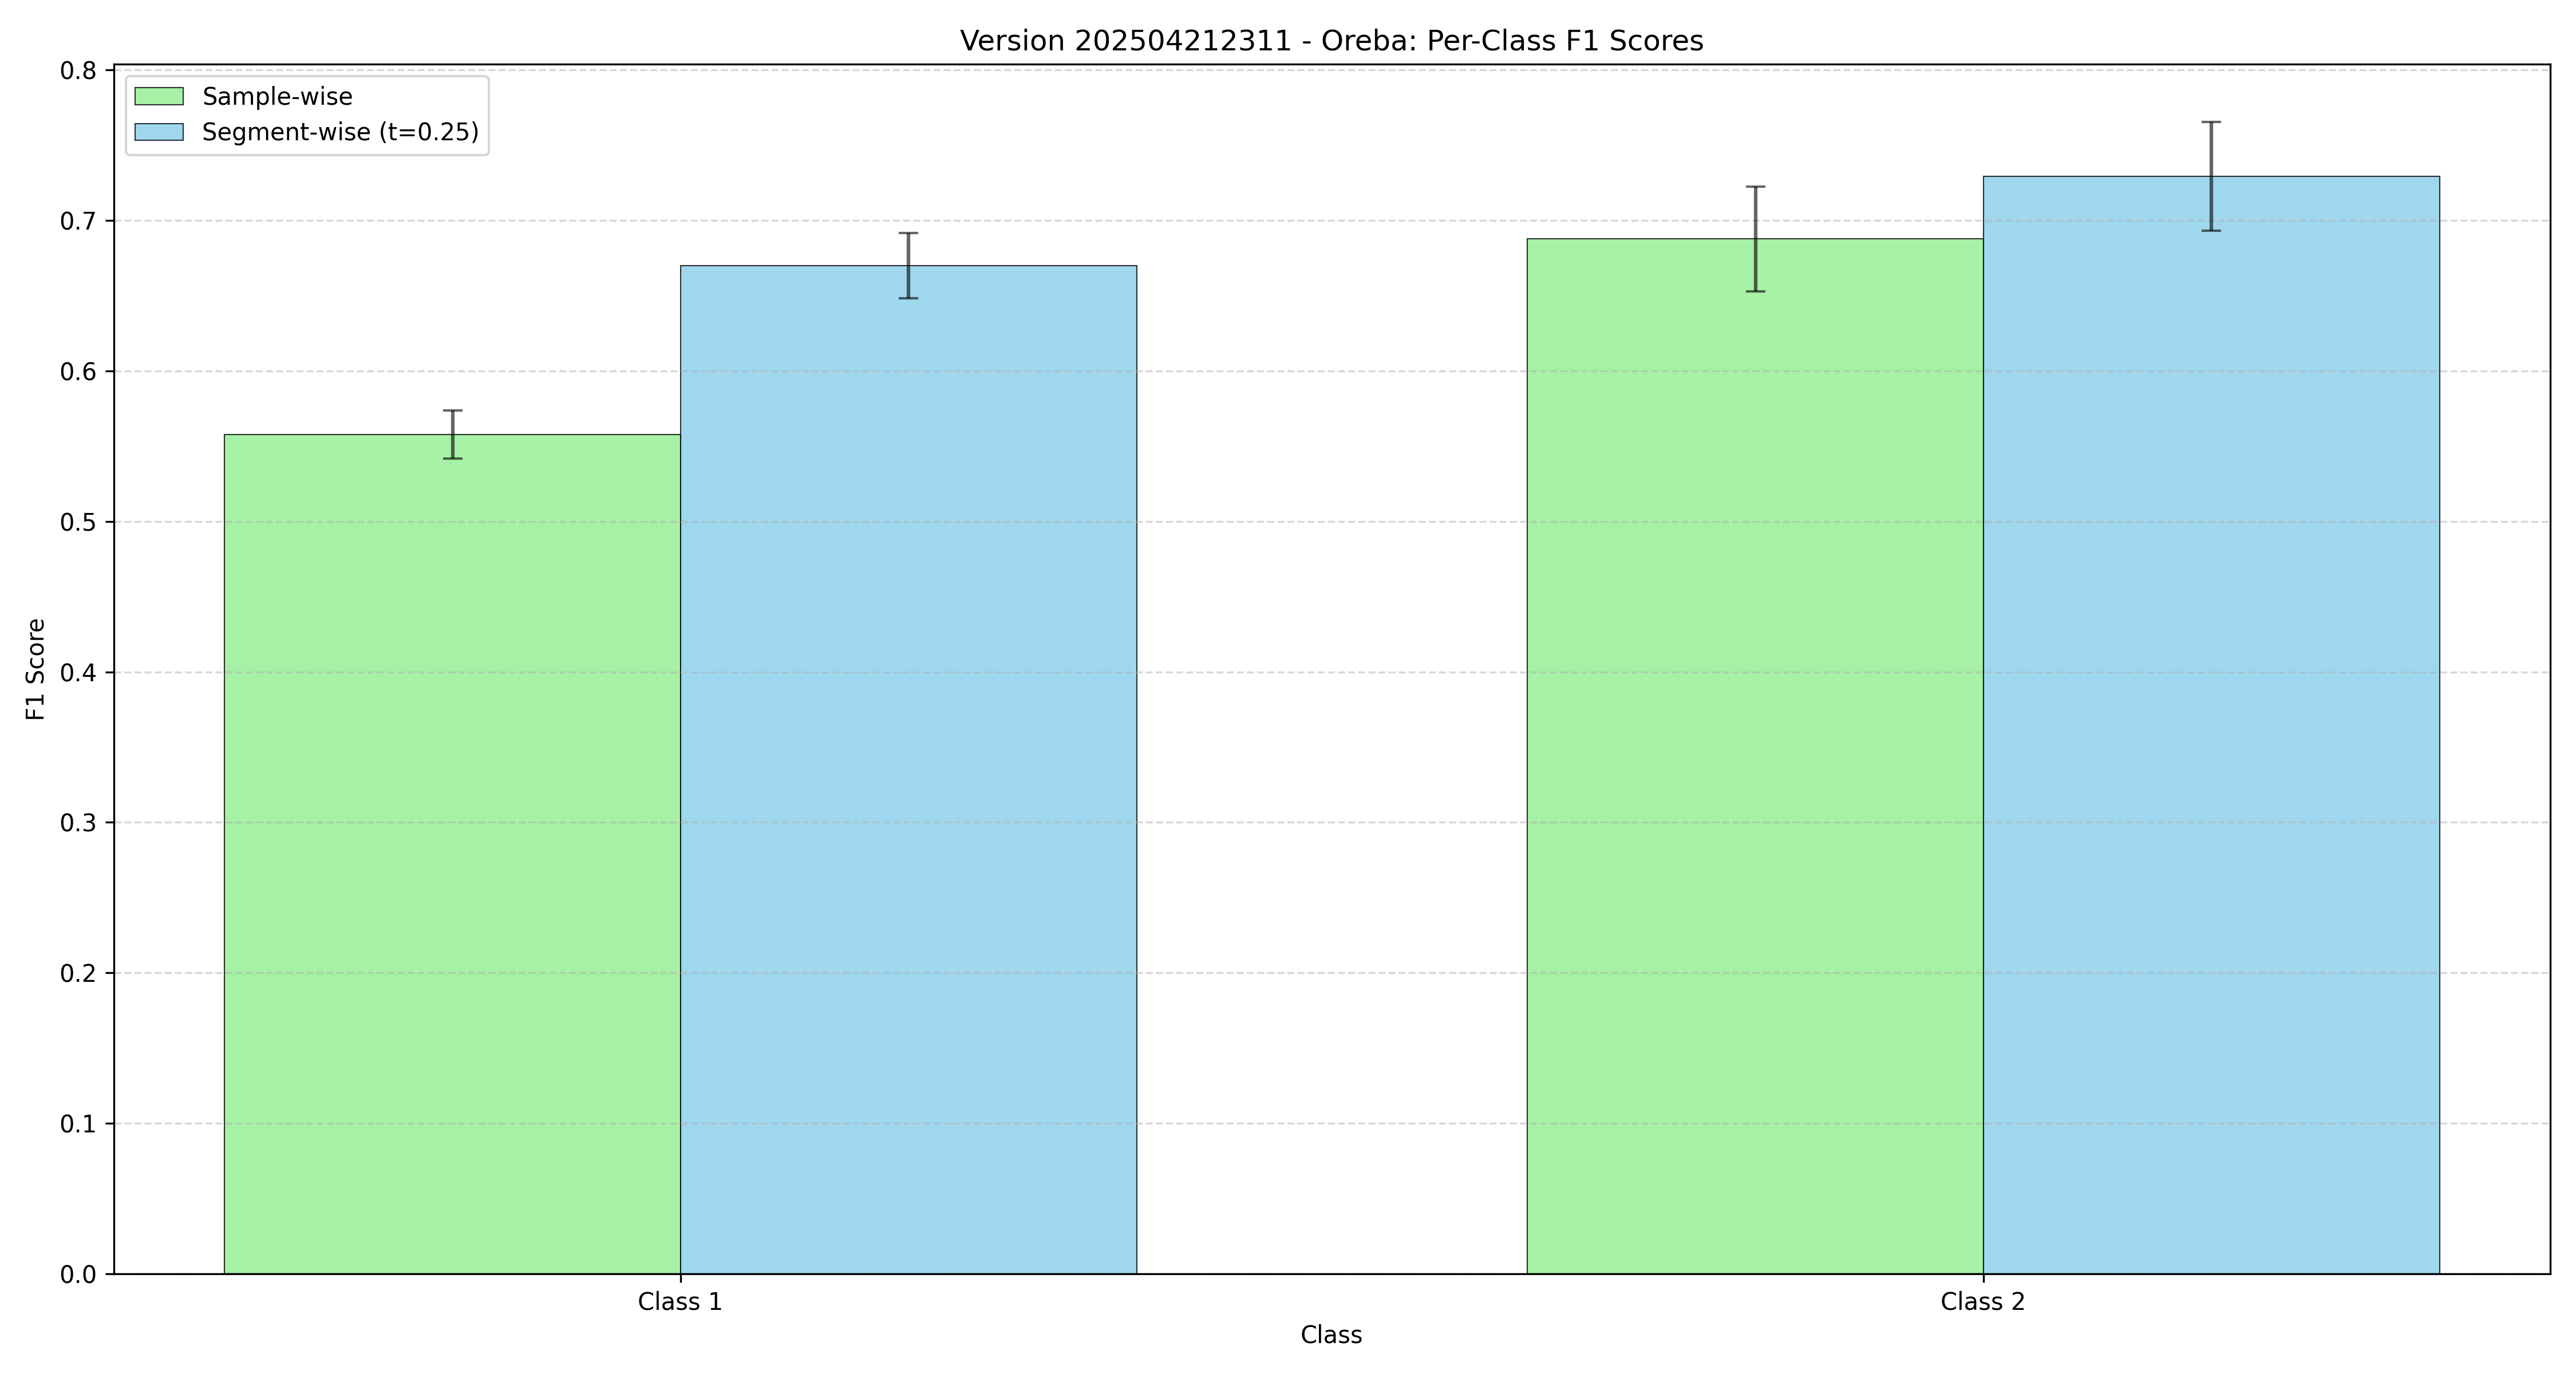 Version 202504212311 - Oreba: Per-Class F1 Scores
Sample-wise
Segment-wise (t=0.25)
F1 Score
0.8
0.7
0.6
0.5
0.4
0.3
0.2
0.1
0.0
Class 1
Class 2
Class